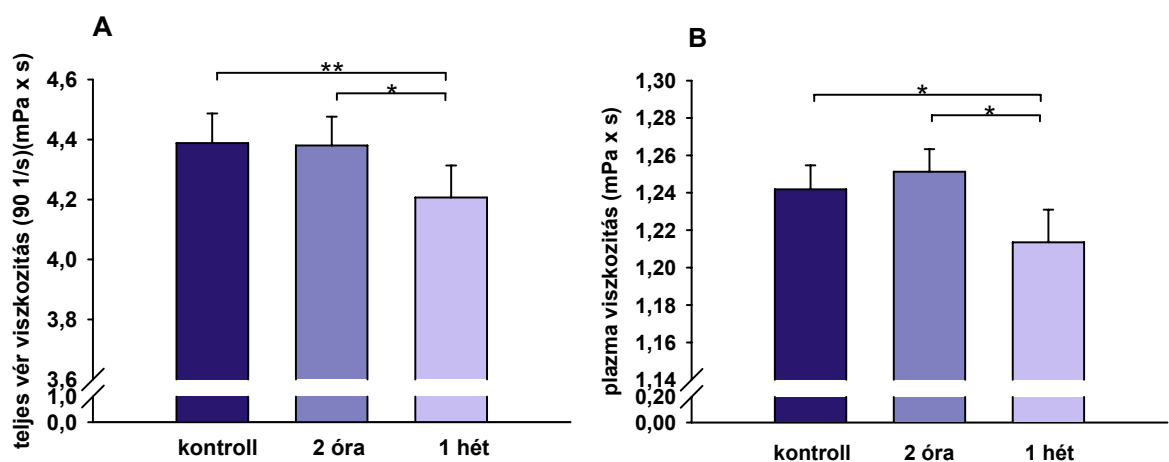 A
teljes vér viszkozitás (90 1/s)(mPa x s)
4,6
4,4
4,2
4,0
3,8
3,6
1,0
0,0
**
*
kontroll
2 óra
1 hét
B
plazma viszkozitás (mPa x s)
1,30
1,28
1,26
1,24
1,22
1,20
1,18
1,16
1,14
0,20
0,00
*
*
kontroll
2 óra
1 hét